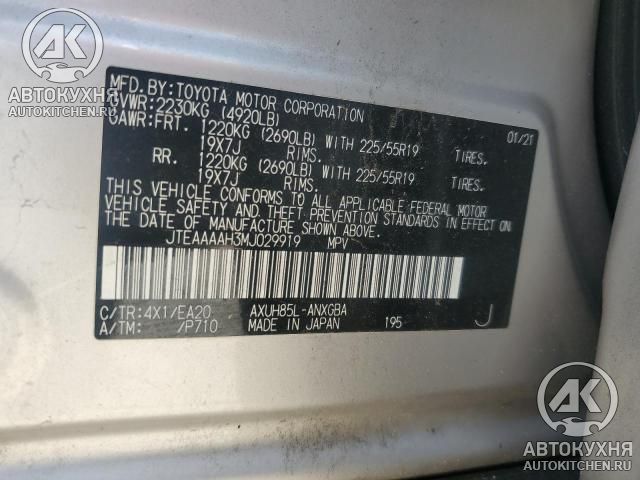 MFD.BY:TOYOTA MOTOR CORPORATION
GVWR:2230KG (4920LB) 01/21
GAWR:FRT. 1220KG (2690LB) WITH 225/55R19 TIRES.
19X7J RIMS.
RR. 1220KG (2690LB) WITH 225/55R19 TIRES.
19X7J RIMS.
THIS VEHICLE CONFORMS TO ALL APPLICABLE FEDERAL MOTOR
VEHICLE SAFETY AND THEFT PREVENTION STANDARDS IN EFFECT ON
THE DATE OF MANUFACTURE SHOWN ABOVE.
JTEAAAAH3MJ029919 MPV
C/TR:4X1/EA20 AXUH85L-ANXGBA
A/TM: /P710 MADE IN JAPAN 195 J
АК
АВТОКУХНЯ
AUTOKITCHEN.RU
АК
АВТОКУХНЯ
AUTOKITCHEN.RU